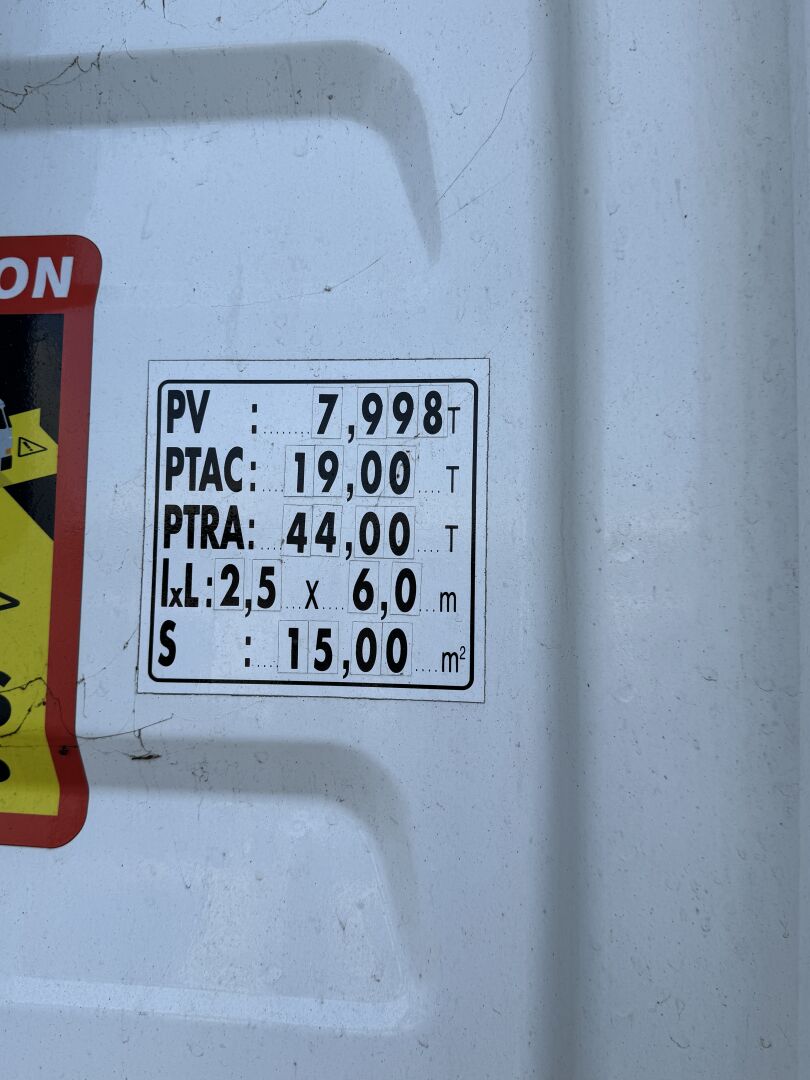 ON
PV : 7,998 T
PTAC: 19,00 T
PTRA: 44,00 T
lxL: 2,5 x 6,0 m
S : 15,00 m²